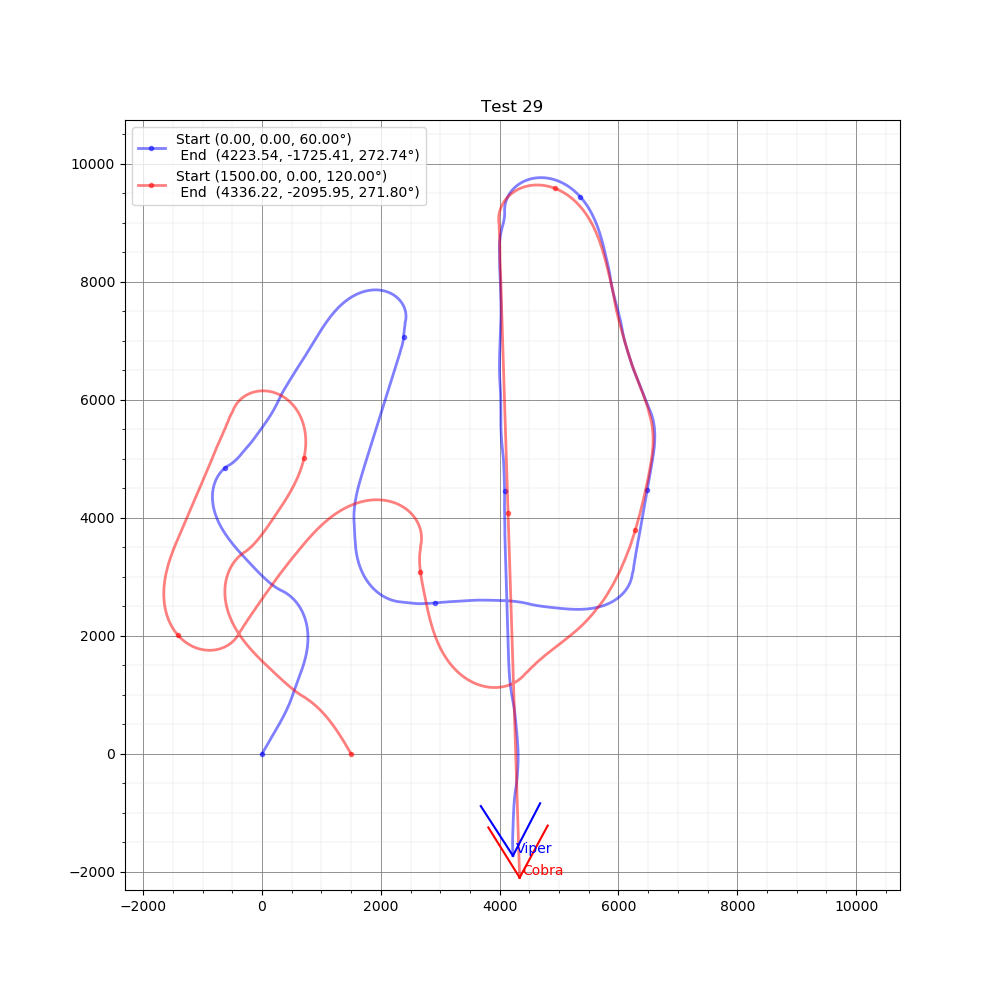 Test 29
Start (0.00, 0.00, 60.00°)
End (4223.54, -1725.41, 272.74°)
Start (1500.00, 0.00, 120.00°)
End (4336.22, -2095.95, 271.80°)
10000
8000
6000
4000
2000
0
−2000
Viper
Cobra
−2000 0 2000 4000 6000 8000 10000